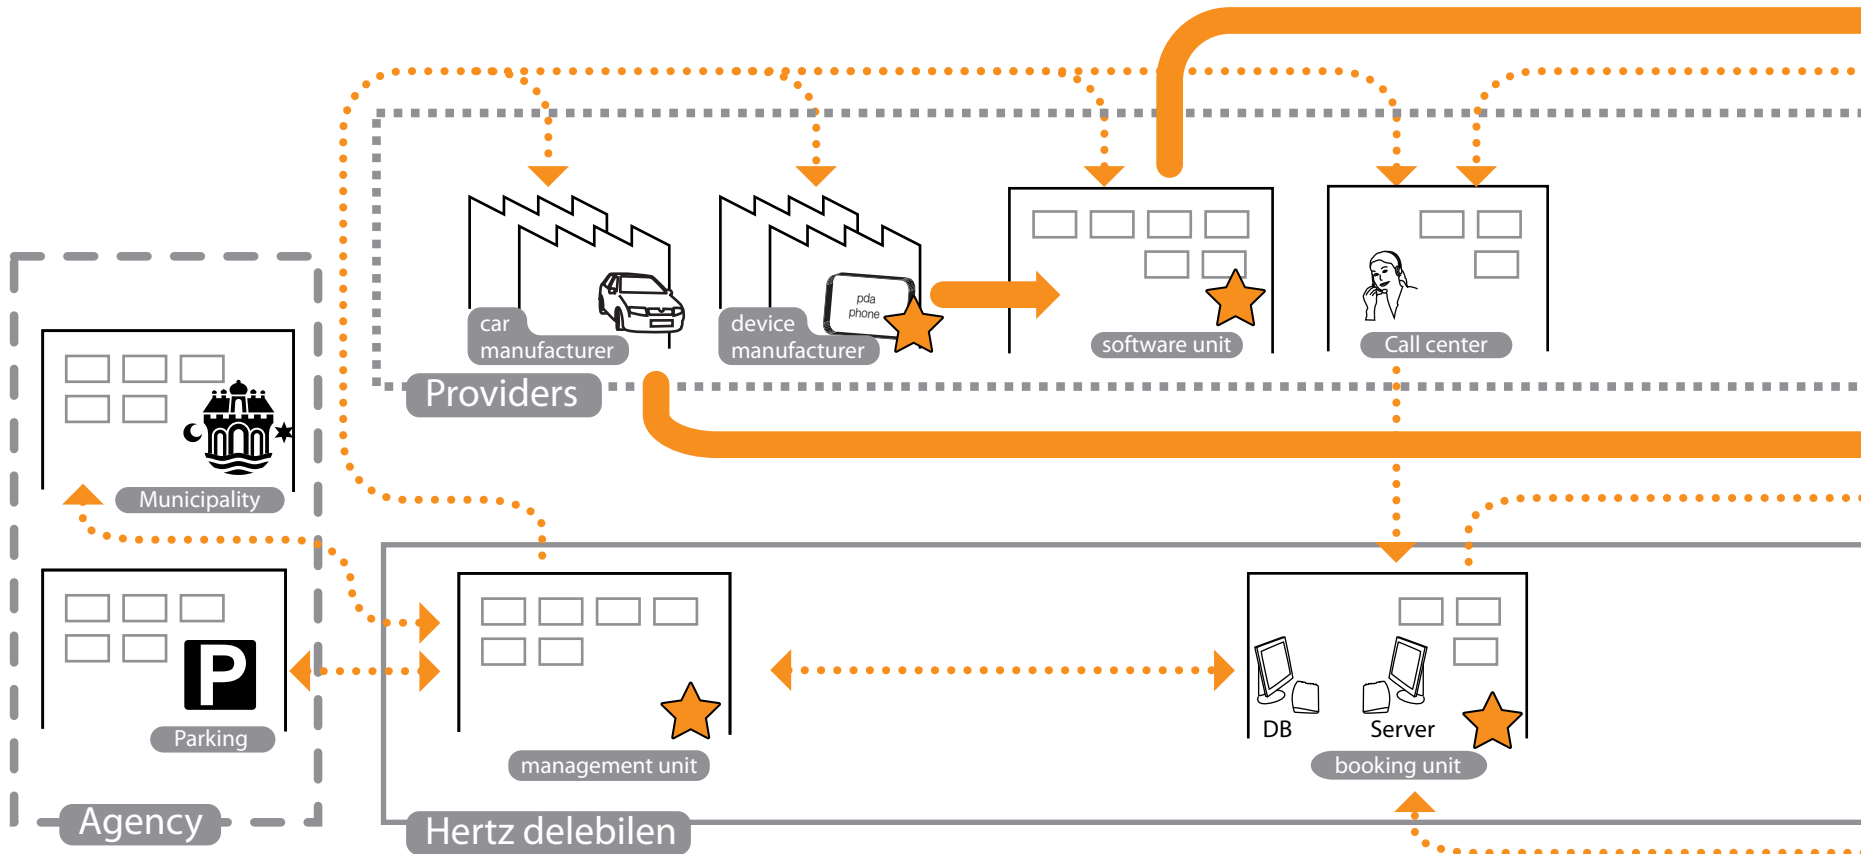 pda
phone
car
manufacturer
device
manufacturer
software unit
Call center
Providers
Municipality
P
Parking
Agency
management unit
DB
Server
booking unit
Hertz delebilen